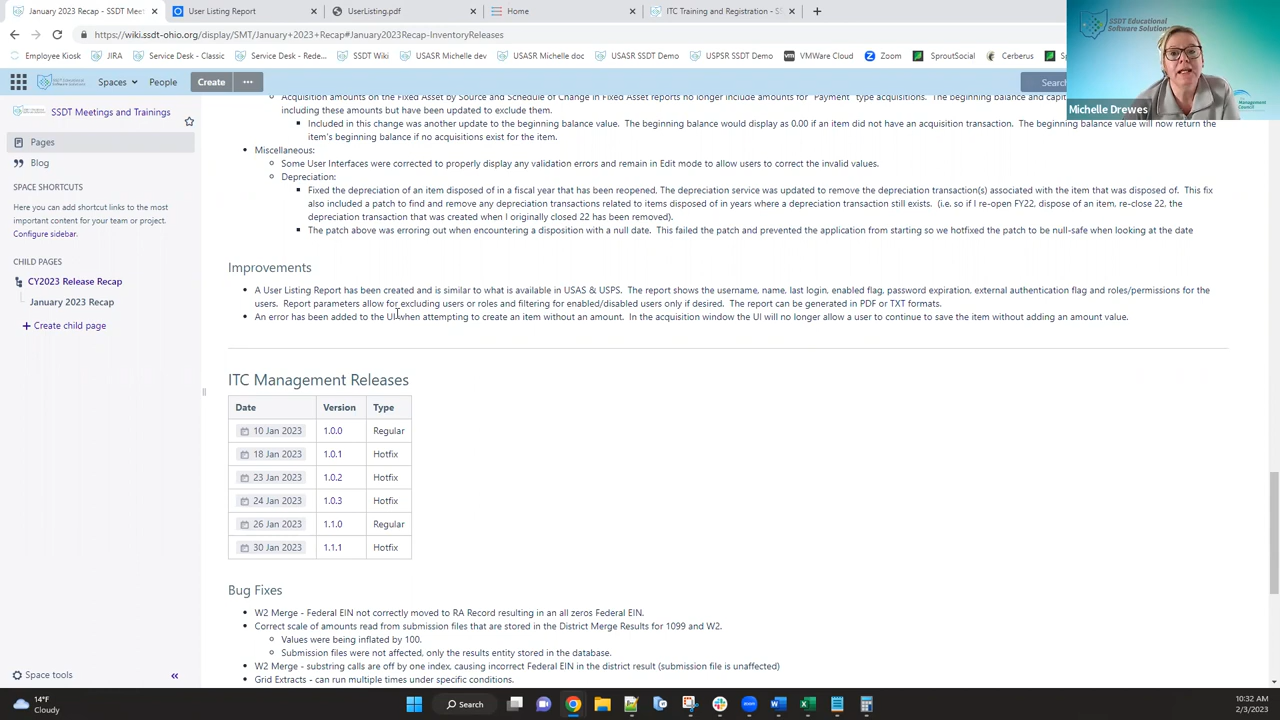 January 2023 Recap - SSDT Meet
User Listing Report
UserListing.pdf
Home
ITC Training and Registration - S
https://wiki.ssdt-ohio.org/display/SMT/January+2023+Recap#January2023Recap-InventoryReleases
Employee Kiosk
JIRA
Service Desk - Classic
Service Desk - Rede...
SSDT Wiki
USASR Michelle dev
USASR Michelle doc
USASR SSDT Demo
USPSR SSDT Demo
VMWare Cloud
Zoom
SproutSocial
Cerberus
SSDT Educational
Software Solutions
Management
Council
Michelle Drewes
Spaces
People
Create
Search
SSDT Meetings and Trainings
Pages
Blog
SPACE SHORTCUTS
Here you can add shortcut links to the most
important content for your team or project.
Configure sidebar.
CHILD PAGES
CY2023 Release Recap
January 2023 Recap
+ Create child page
Space tools
Acquisition amounts on the Fixed Asset by Source and Schedule of Change in Fixed Asset reports no longer include amounts for "Payment" type acquisitions. The beginning balance and capit
including these amounts but have been updated to exclude them.
Included in this change was another update to the beginning balance value. The beginning balance would display as 0.00 if an item did not have an acquisition transaction. The beginning balance value will now return the
item's beginning balance if no acquisitions exist for the item.
Miscellaneous:
Some User Interfaces were corrected to properly display any validation errors and remain in Edit mode to allow users to correct the invalid values.
Depreciation:
Fixed the depreciation of an item disposed of in a fiscal year that has been reopened. The depreciation service was updated to remove the depreciation transaction(s) associated with the item that was disposed of. This fix
also included a patch to find and remove any depreciation transactions related to items disposed of in years where a depreciation transaction still exists. (i.e. so if I re-open FY22, dispose of an item, re-close 22, the
depreciation transaction that was created when I originally closed 22 has been removed).
The patch above was erroring out when encountering a disposition with a null date. This failed the patch and prevented the application from starting so we hotfixed the patch to be null-safe when looking at the date
Improvements
A User Listing Report has been created and is similar to what is available in USAS & USPS. The report shows the username, name, last login, enabled flag, password expiration, external authentication flag and roles/permissions for the
users. Report parameters allow for excluding users or roles and filtering for enabled/disabled users only if desired. The report can be generated in PDF or TXT formats.
An error has been added to the UI when attempting to create an item without an amount. In the acquisition window the UI will no longer allow a user to continue to save the item without adding an amount value.
ITC Management Releases
Date Version Type
10 Jan 2023 1.0.0 Regular
18 Jan 2023 1.0.1 Hotfix
23 Jan 2023 1.0.2 Hotfix
24 Jan 2023 1.0.3 Hotfix
26 Jan 2023 1.1.0 Regular
30 Jan 2023 1.1.1 Hotfix
Bug Fixes
W2 Merge - Federal EIN not correctly moved to RA Record resulting in an all zeros Federal EIN.
Correct scale of amounts read from submission files that are stored in the District Merge Results for 1099 and W2.
Values were being inflated by 100.
Submission files were not affected, only the results entity stored in the database.
W2 Merge - substring calls are off by one index, causing incorrect Federal EIN in the district result (submission file is unaffected)
Grid Extracts - can run multiple times under specific conditions.
14°F
Cloudy
Search
10:32 AM
2/3/2023